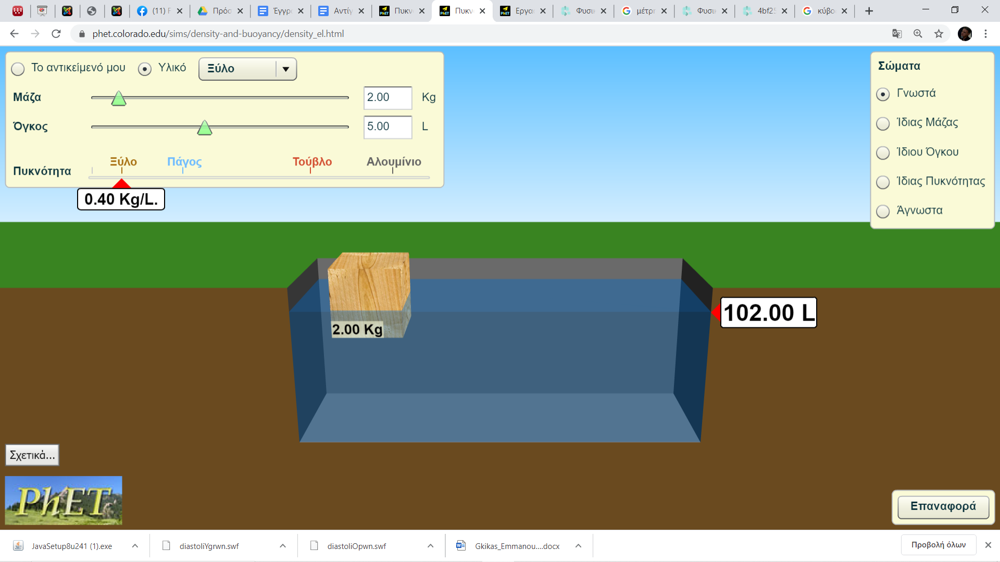 (11) F
Πρόσ
Έγγρ
Αντίγ
Πυκν
Πυκν
Εργα
Φυσι
μέτρ
Φυσι
4bf25
κύβο
phet.colorado.edu/sims/density-and-buoyancy/density_el.html
Το αντικείμενό μου
Υλικό
Ξύλο
Μάζα
2.00
Kg
Όγκος
5.00
L
Ξύλο
Πάγος
Τούβλο
Αλουμίνιο
Πυκνότητα
0.40 Kg/L.
Σώματα
Γνωστά
Ίδιας Μάζας
Ίδιου Όγκου
Ίδιας Πυκνότητας
Άγνωστα
2.00 Kg
102.00 L
Σχετικά...
PhET
Επαναφορά
JavaSetup8u241 (1).exe
diastoliYgrwn.swf
diastoliOpwn.swf
Gkikas_Emmanou....docx
Προβολή όλων